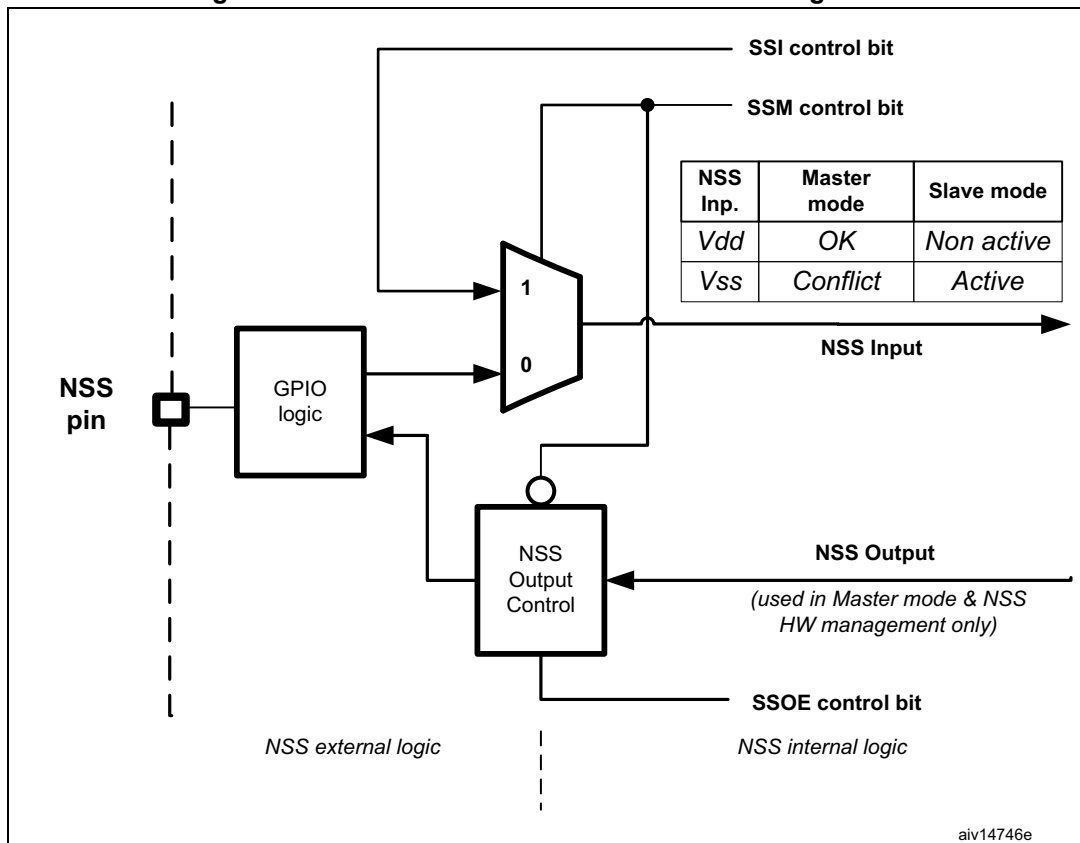 SSI control bit
SSM control bit
NSS Inp. Master mode Slave mode
Vdd OK Non active
Vss Conflict Active
1
0
NSS Input
NSS
pin
GPIO
logic
NSS
Output
Control
NSS Output
(used in Master mode & NSS
HW management only)
SSOE control bit
NSS external logic
NSS internal logic
aiv14746e